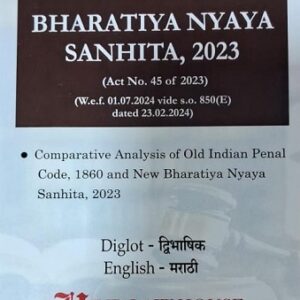 BHARATIYA NYAYA
SANHITA, 2023
(Act No. 45 of 2023)
(W.e.f. 01.07.2024 vide s.o. 850(E)
dated 23.02.2024)
• Comparative Analysis of Old Indian Penal
Code, 1860 and New Bharatiya Nyaya
Sanhita, 2023
Diglot - द्विभाषिक
English - मराठी